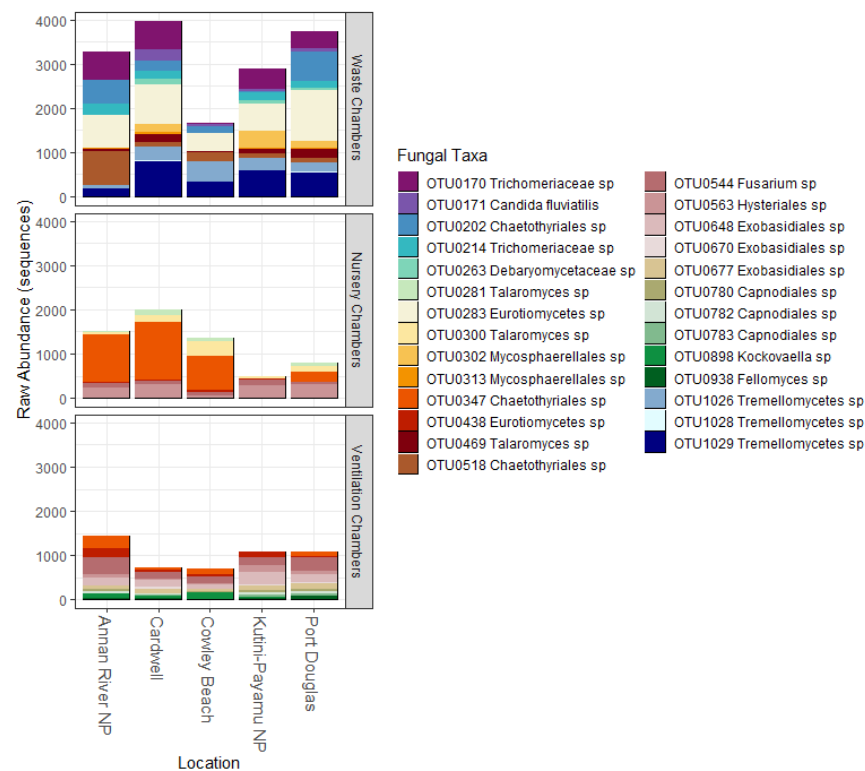 Raw Abundance (sequences)
4000
3000
2000
1000
0
Waste Chambers
4000
3000
2000
1000
0
Nursery Chambers
4000
3000
2000
1000
0
Ventilation Chambers
Annan River NP
Cardwell
Cowley Beach
Kutini-Payamu NP
Port Douglas
Location
Fungal Taxa
OTU0170 Trichomeriaceae sp
OTU0171 Candida fluviatilis
OTU0202 Chaetothyriales sp
OTU0214 Trichomeriaceae sp
OTU0263 Debaryomycetaceae sp
OTU0281 Talaromyces sp
OTU0283 Eurotiomycetes sp
OTU0300 Talaromyces sp
OTU0302 Mycosphaerellales sp
OTU0313 Mycosphaerellales sp
OTU0347 Chaetothyriales sp
OTU0438 Eurotiomycetes sp
OTU0469 Talaromyces sp
OTU0518 Chaetothyriales sp
OTU0544 Fusarium sp
OTU0563 Hysteriales sp
OTU0648 Exobasidiales sp
OTU0670 Exobasidiales sp
OTU0677 Exobasidiales sp
OTU0780 Capnodiales sp
OTU0782 Capnodiales sp
OTU0783 Capnodiales sp
OTU0898 Kockovaella sp
OTU0938 Fellomyces sp
OTU1026 Tremellomycetes sp
OTU1028 Tremellomycetes sp
OTU1029 Tremellomycetes sp